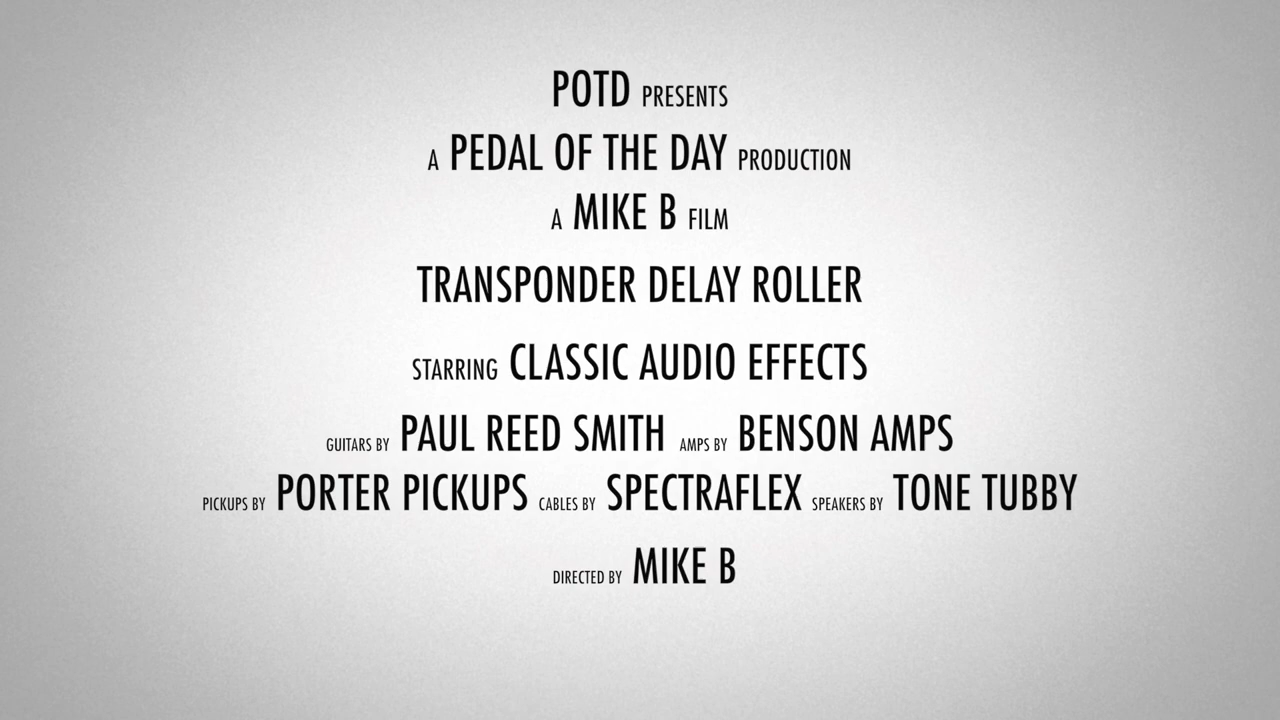 POTD PRESENTS
A PEDAL OF THE DAY PRODUCTION
A MIKE B FILM
TRANSPONDER DELAY ROLLER
STARRING CLASSIC AUDIO EFFECTS
GUITARS BY PAUL REED SMITH AMPS BY BENSON AMPS
PICKUPS BY PORTER PICKUPS CABLES BY SPECTRAFLEX SPEAKERS BY TONE TUBBY
DIRECTED BY MIKE B